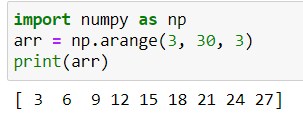 import numpy as np
arr = np.arange(3, 30, 3)
print(arr)
[ 3  6  9 12 15 18 21 24 27]